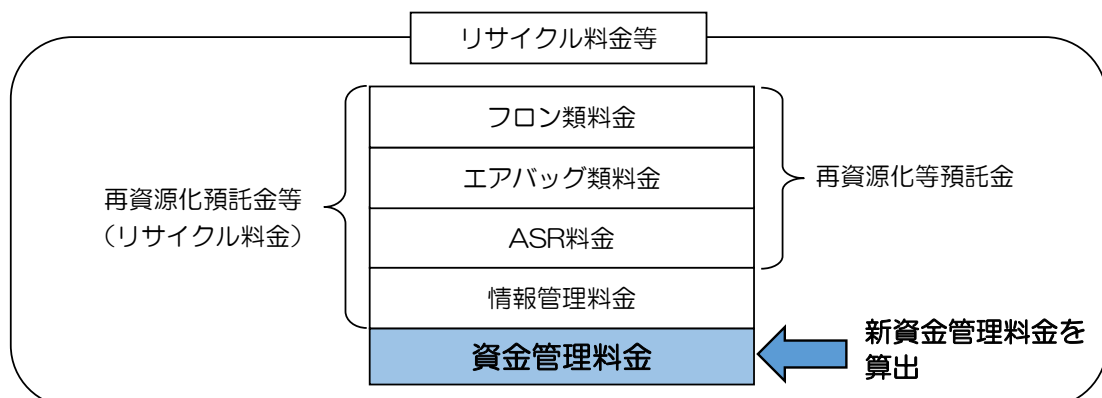 リサイクル料金等
フロン類料金
エアバッグ類料金
ASR料金
情報管理料金
資金管理料金
再資源化預託金等
(リサイクル料金)
再資源化等預託金
新資金管理料金を
算出